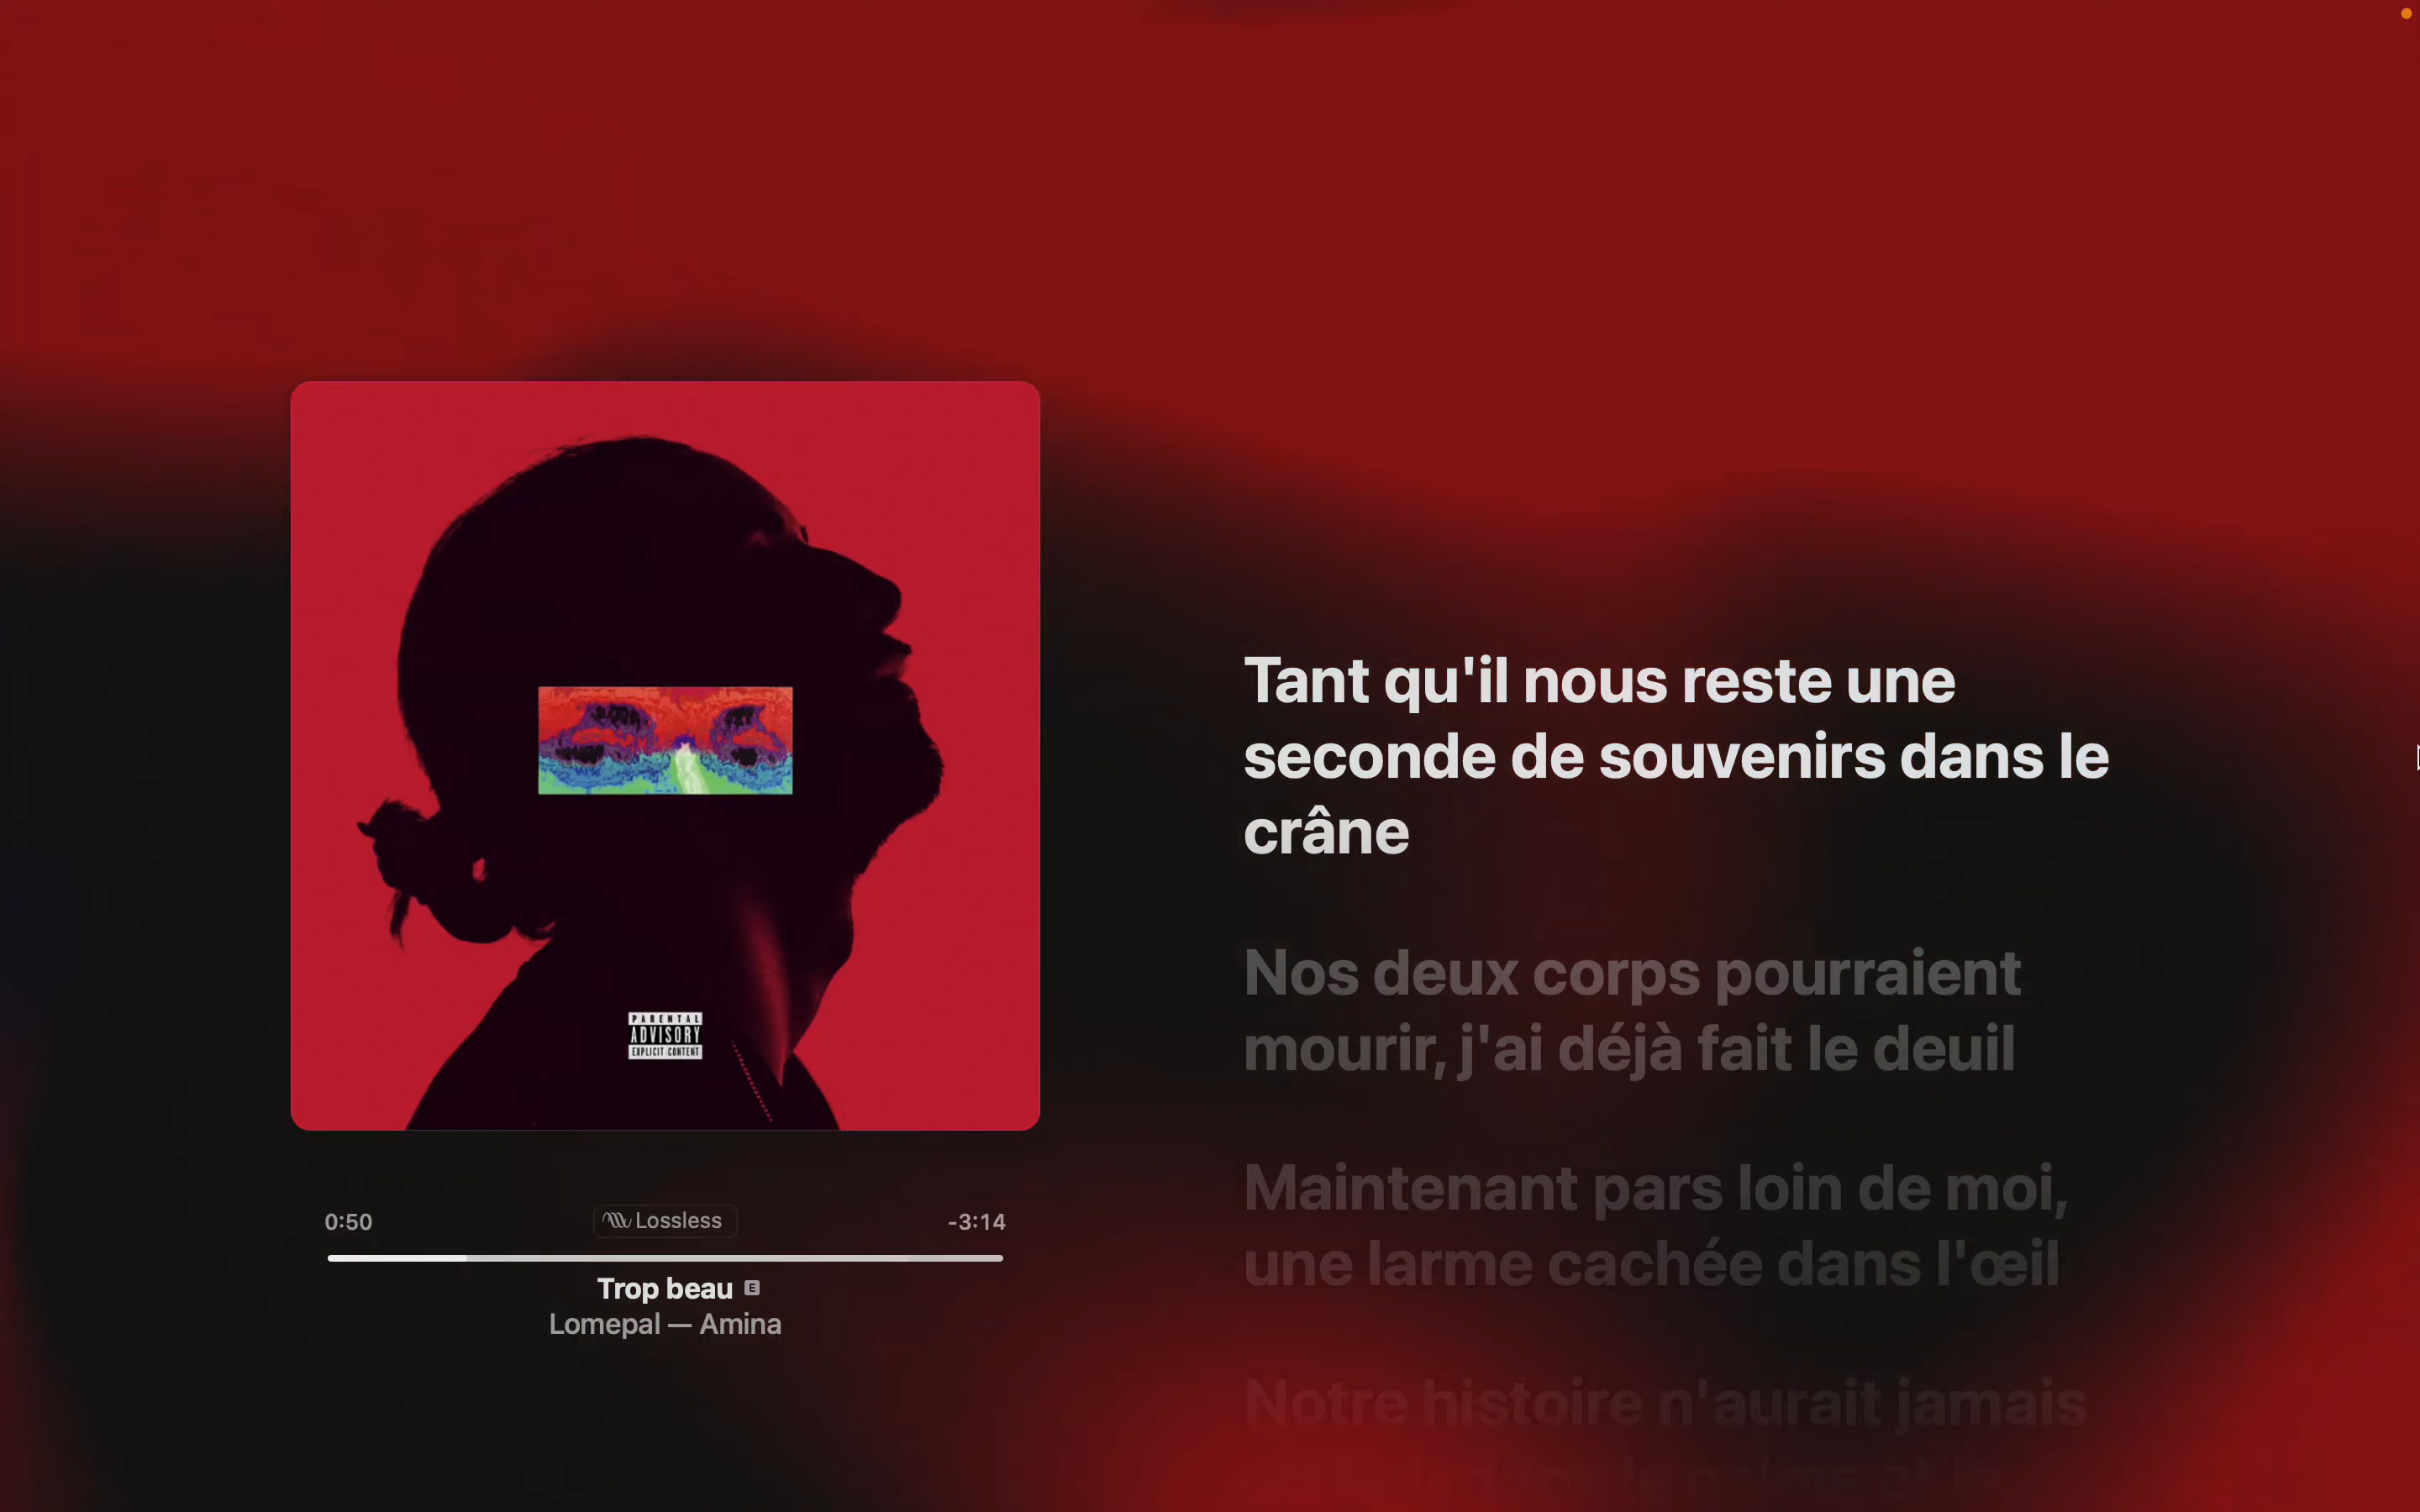 Tant qu'il nous reste une
seconde de souvenirs dans le
crâne
Nos deux corps pourraient
mourir, j'ai déjà fait le deuil
Maintenant pars loin de moi,
une larme cachée dans l'œil
Notre histoire n'aurait jamais
PARENTAL
ADVISORY
EXPLICIT CONTENT
0:50
Lossless
-3:14
Trop beau E
Lomepal — Amina